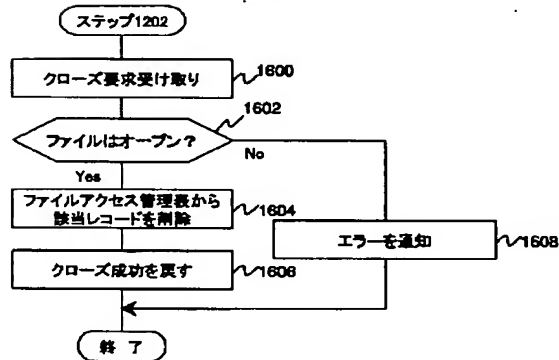 ステップ1202
クローズ要求受け取り
1600
1602
ファイルはオープン?
No
Yes
ファイルアクセス管理表から
該当レコードを削除
1604
エラーを通知
1608
クローズ成功を戻す
1606
終 了